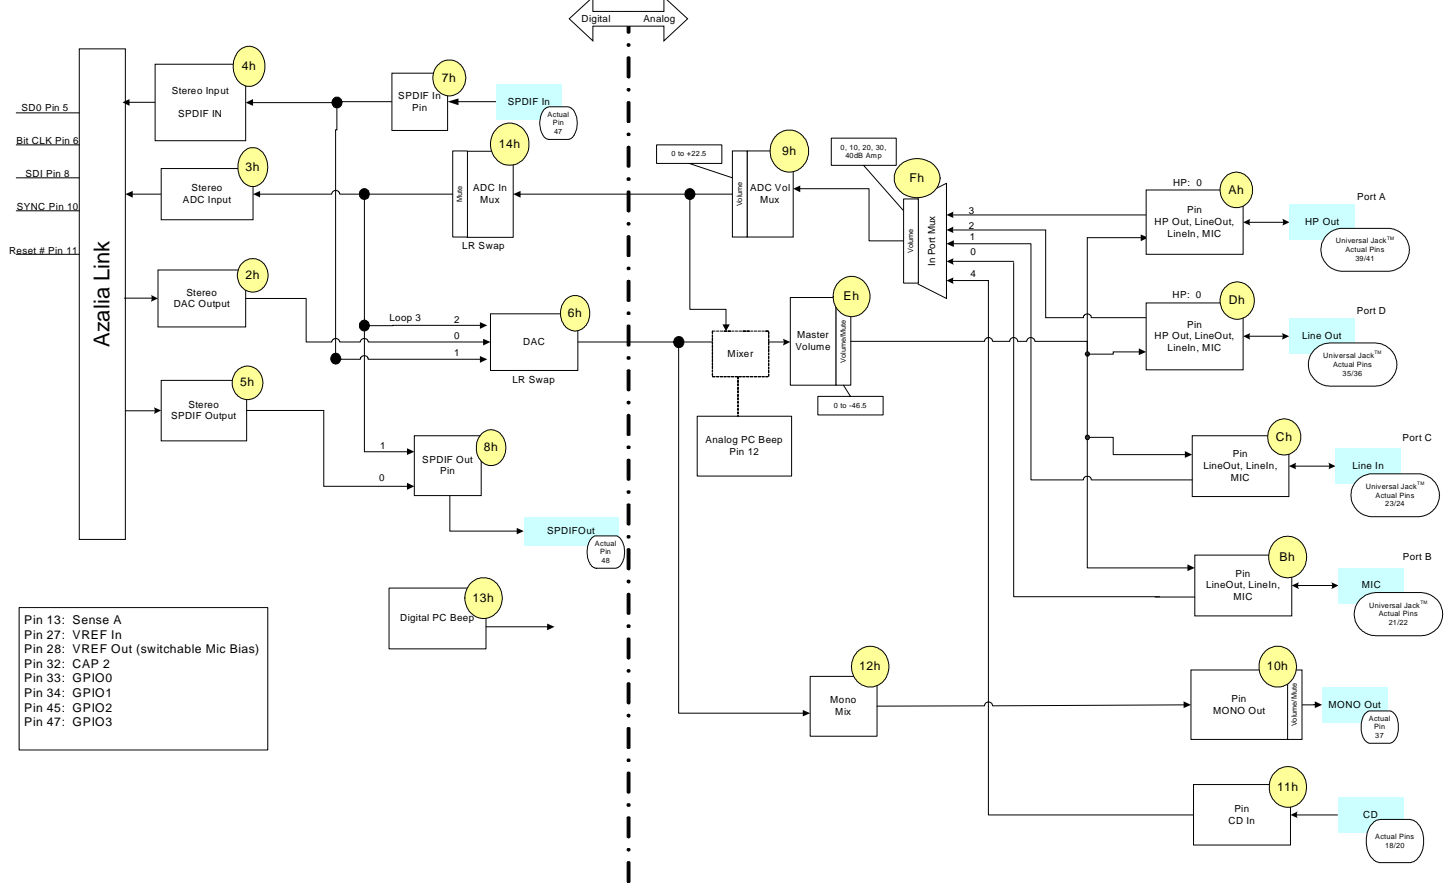 Digital
Analog
Azalia Link
SD0 Pin 5
Bit CLK Pin 6
SDI Pin 8
SYNC Pin 10
Reset # Pin 11
4h
Stereo Input
SPDIF IN
7h
SPDIF In
Pin
SPDIF In
Actual
Pin
47
3h
Stereo
ADC Input
14h
Mute
ADC In
Mux
LR Swap
2h
Stereo
DAC Output
Loop 3
2
0
1
6h
DAC
LR Swap
5h
Stereo
SPDIF Output
1
0
8h
SPDIF Out
Pin
SPDIFOut
Actual
Pin
48
13h
Digital PC Beep
Pin 13: Sense A
Pin 27: VREF In
Pin 28: VREF Out (switchable Mic Bias)
Pin 32: CAP 2
Pin 33: GPIO0
Pin 34: GPIO1
Pin 45: GPIO2
Pin 47: GPIO3
0 to +22.5
9h
Volume
ADC Vol
Mux
0, 10, 20, 30,
40dB Amp
Fh
Volume
In Port Mux
3
2
1
0
4
Eh
Master
Volume
Volume/Mute
0 to -46.5
Mixer
Analog PC Beep
Pin 12
HP: 0
Ah
Pin
HP Out, LineOut,
LineIn, MIC
Port A
HP Out
Universal Jack™
Actual Pins
39/41
HP: 0
Dh
Pin
HP Out, LineOut,
LineIn, MIC
Port D
Line Out
Universal Jack™
Actual Pins
35/36
Ch
Pin
LineOut, LineIn,
MIC
Port C
Line In
Universal Jack™
Actual Pins
23/24
Bh
Pin
LineOut, LineIn,
MIC
Port B
MIC
Universal Jack™
Actual Pins
21/22
12h
Mono
Mix
10h
Pin
MONO Out
Volume/Mute
MONO Out
Actual
Pin
37
11h
Pin
CD In
CD
Actual Pins
18/20